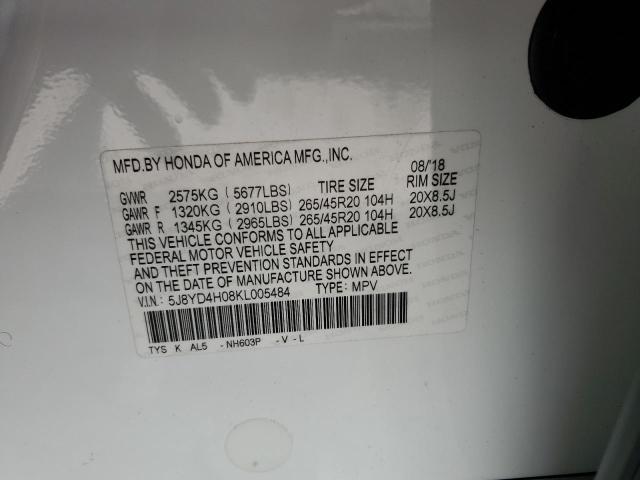 MFD.BY HONDA OF AMERICA MFG.,INC. 08/'18
GVWR 2575KG (5677LBS) TIRE SIZE RIM SIZE
GAWR F 1320KG (2910LBS) 265/45R20 104H 20X8.5J
GAWR R 1345KG (2965LBS) 265/45R20 104H 20X8.5J
THIS VEHICLE CONFORMS TO ALL APPLICABLE
FEDERAL MOTOR VEHICLE SAFETY
AND THEFT PREVENTION STANDARDS IN EFFECT
ON THE DATE OF MANUFACTURE SHOWN ABOVE.
V.I.N.: 5J8YD4H08KL005484 TYPE: MPV
TYS K AL5 -NH603P -V-L